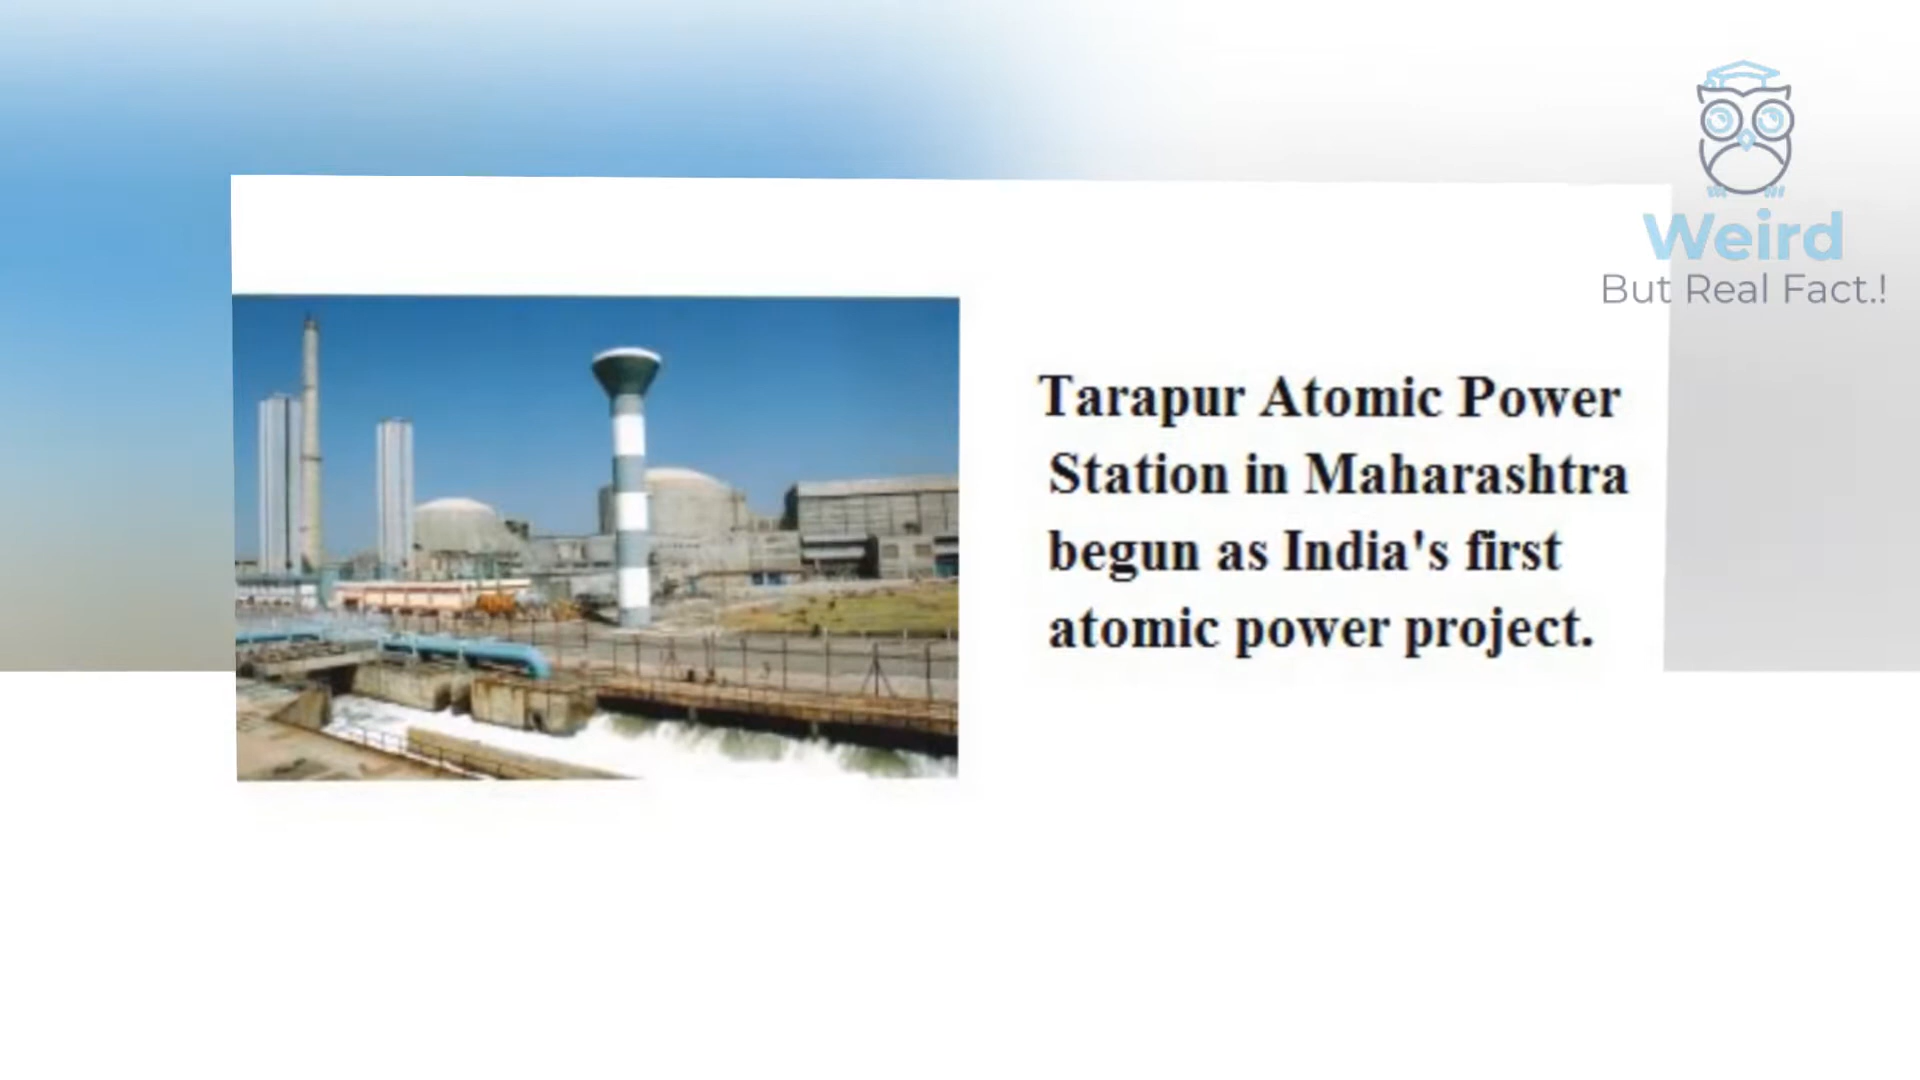 Weird
But Real Fact.!
Tarapur Atomic Power
Station in Maharashtra
begun as India's first
atomic power project.